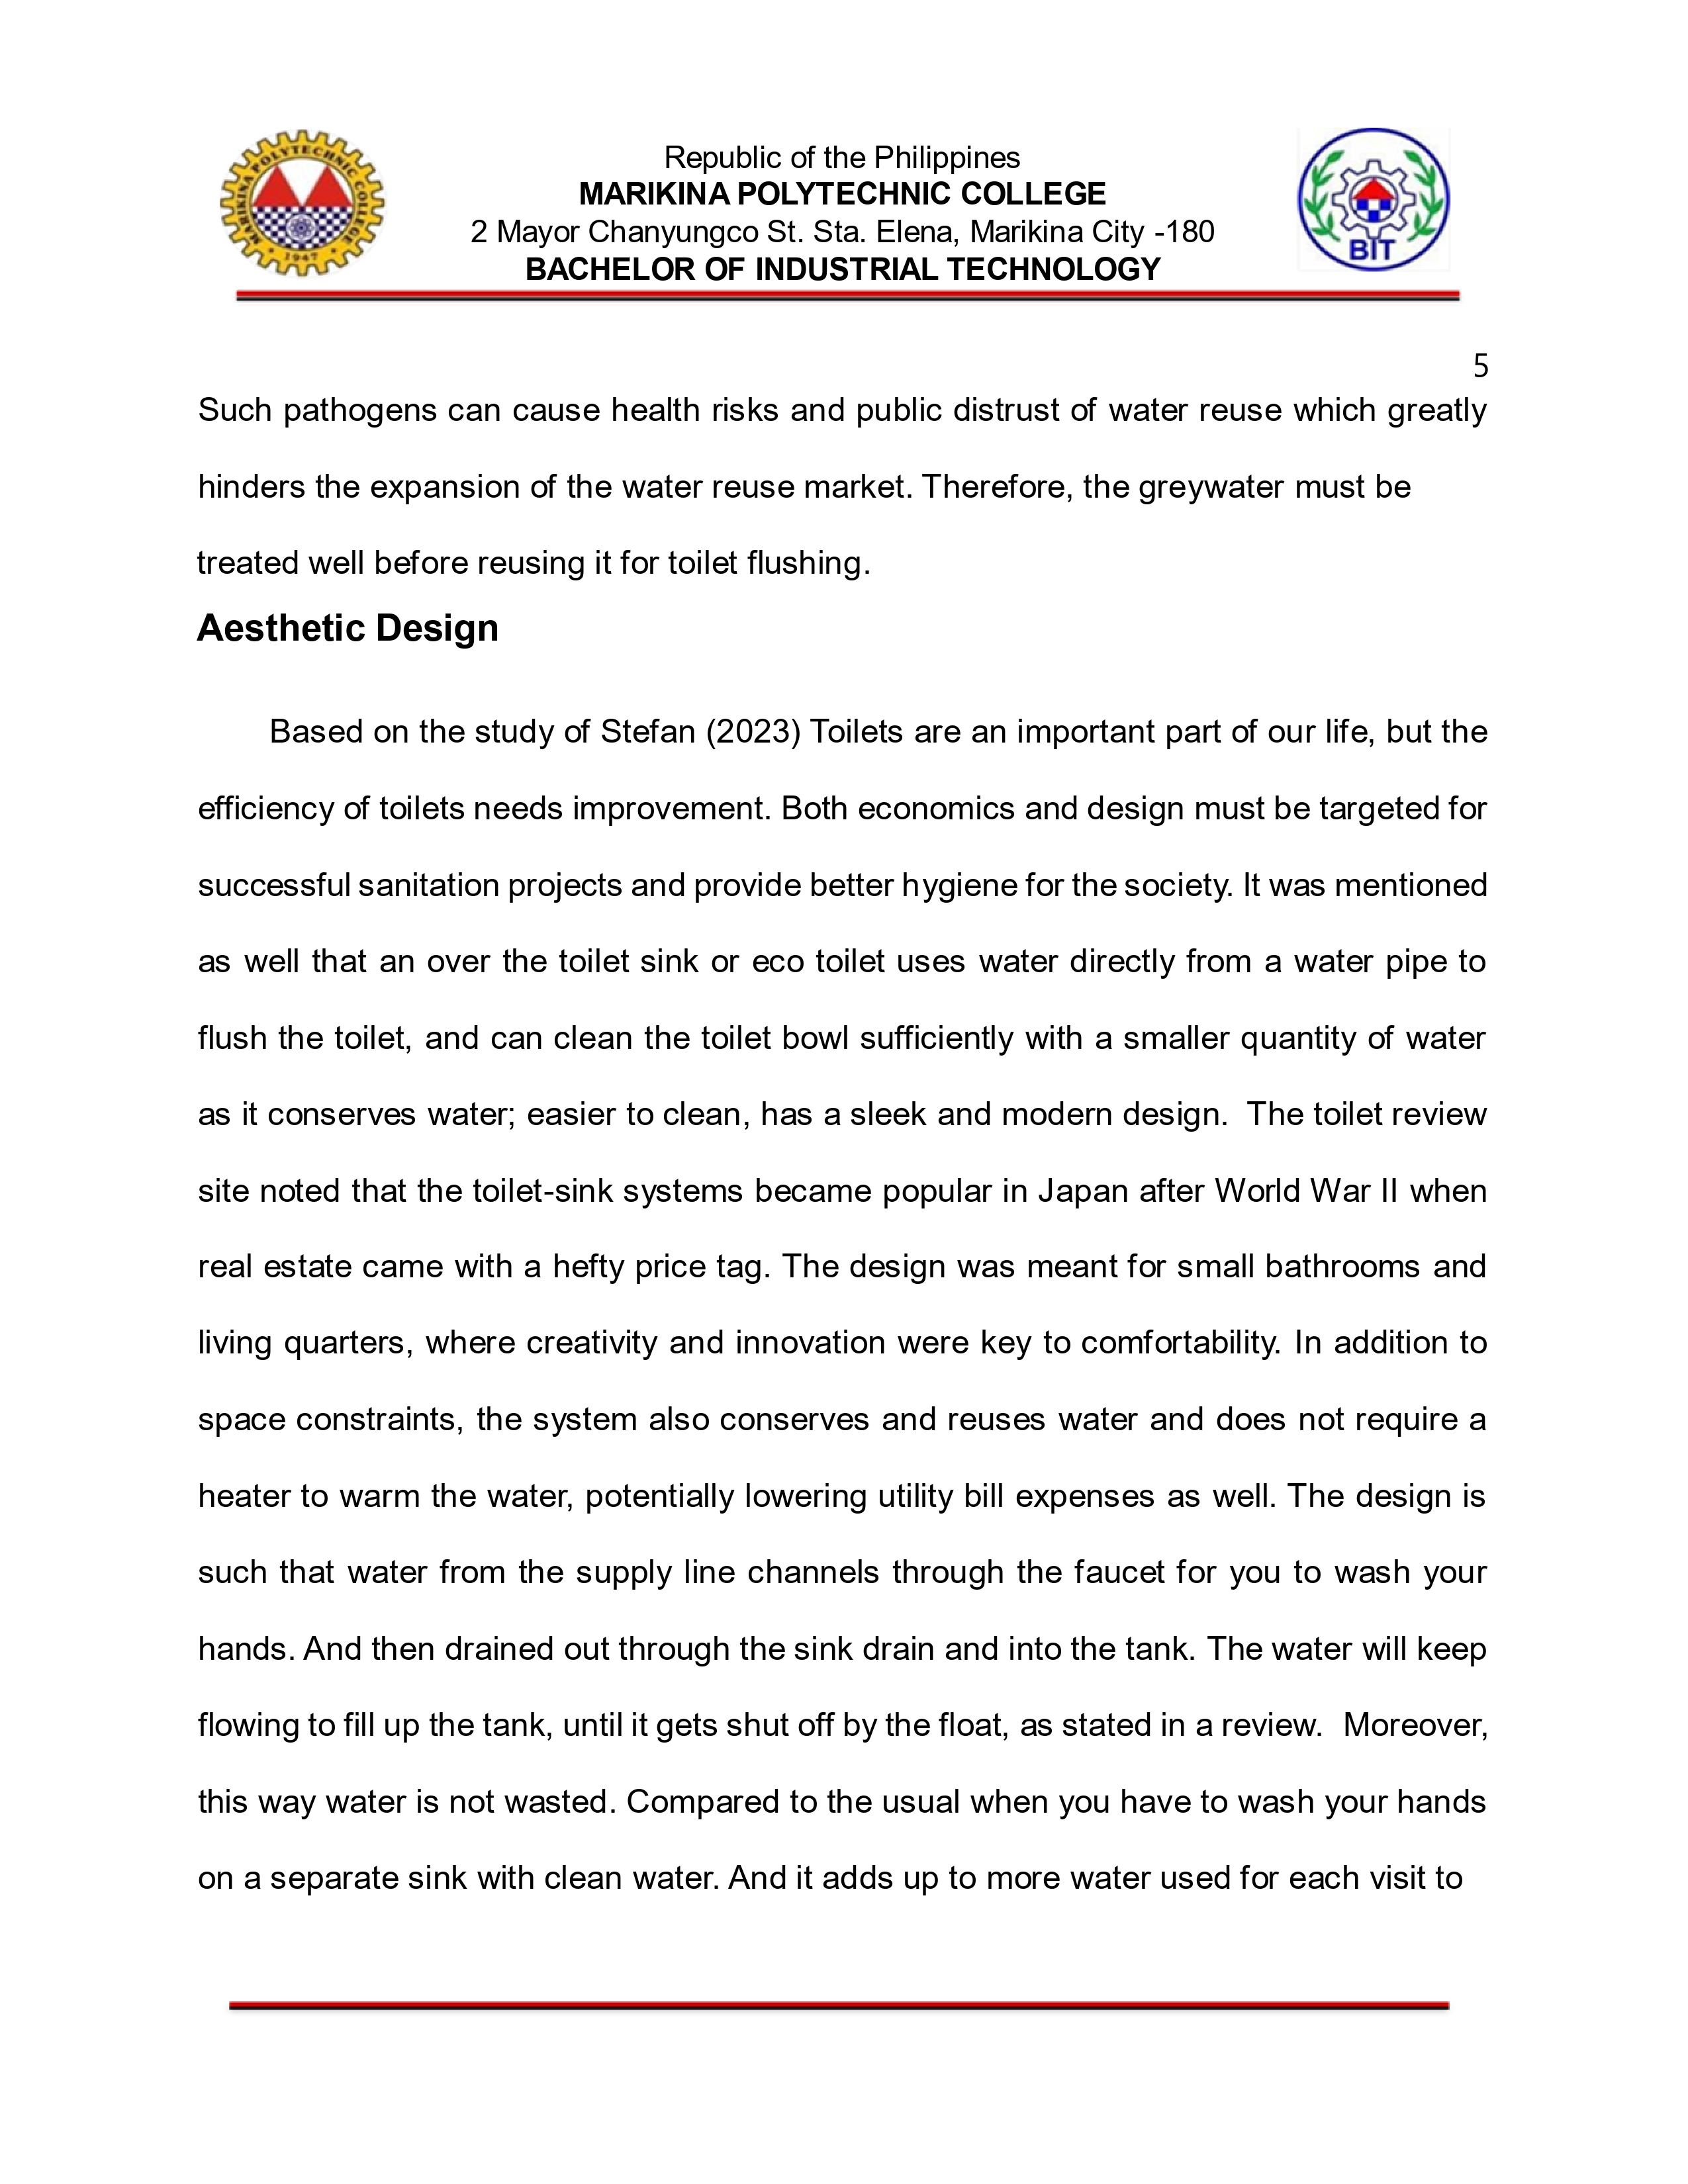 MARIKINA POLYTECHNIC COLLEGE
1947
Republic of the Philippines
MARIKINA POLYTECHNIC COLLEGE
2 Mayor Chanyungco St. Sta. Elena, Marikina City -180
BACHELOR OF INDUSTRIAL TECHNOLOGY
BIT
5
Such pathogens can cause health risks and public distrust of water reuse which greatly
hinders the expansion of the water reuse market. Therefore, the greywater must be
treated well before reusing it for toilet flushing.
Aesthetic Design
Based on the study of Stefan (2023) Toilets are an important part of our life, but the
efficiency of toilets needs improvement. Both economics and design must be targeted for
successful sanitation projects and provide better hygiene for the society. It was mentioned
as well that an over the toilet sink or eco toilet uses water directly from a water pipe to
flush the toilet, and can clean the toilet bowl sufficiently with a smaller quantity of water
as it conserves water; easier to clean, has a sleek and modern design.  The toilet review
site noted that the toilet-sink systems became popular in Japan after World War II when
real estate came with a hefty price tag. The design was meant for small bathrooms and
living quarters, where creativity and innovation were key to comfortability. In addition to
space constraints, the system also conserves and reuses water and does not require a
heater to warm the water, potentially lowering utility bill expenses as well. The design is
such that water from the supply line channels through the faucet for you to wash your
hands. And then drained out through the sink drain and into the tank. The water will keep
flowing to fill up the tank, until it gets shut off by the float, as stated in a review.  Moreover,
this way water is not wasted. Compared to the usual when you have to wash your hands
on a separate sink with clean water. And it adds up to more water used for each visit to